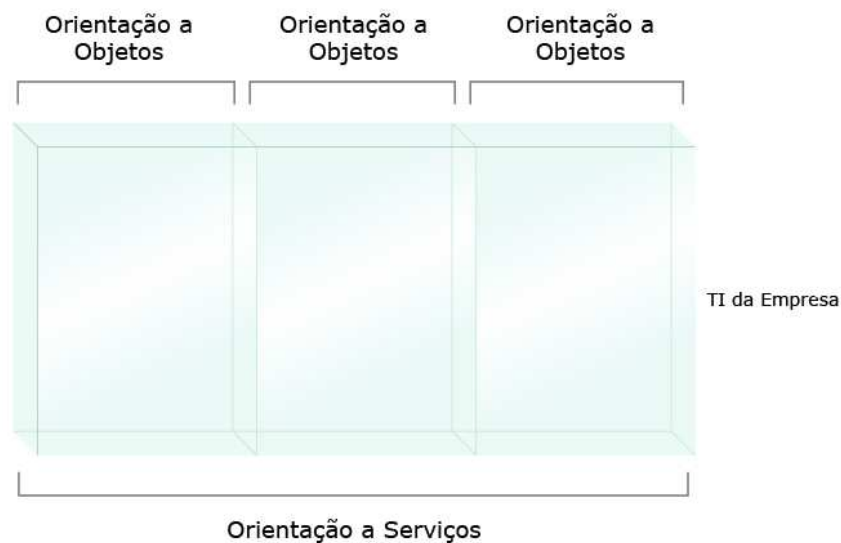 Orientação a
Objetos
Orientação a
Objetos
Orientação a
Objetos
TI da Empresa
Orientação a Serviços